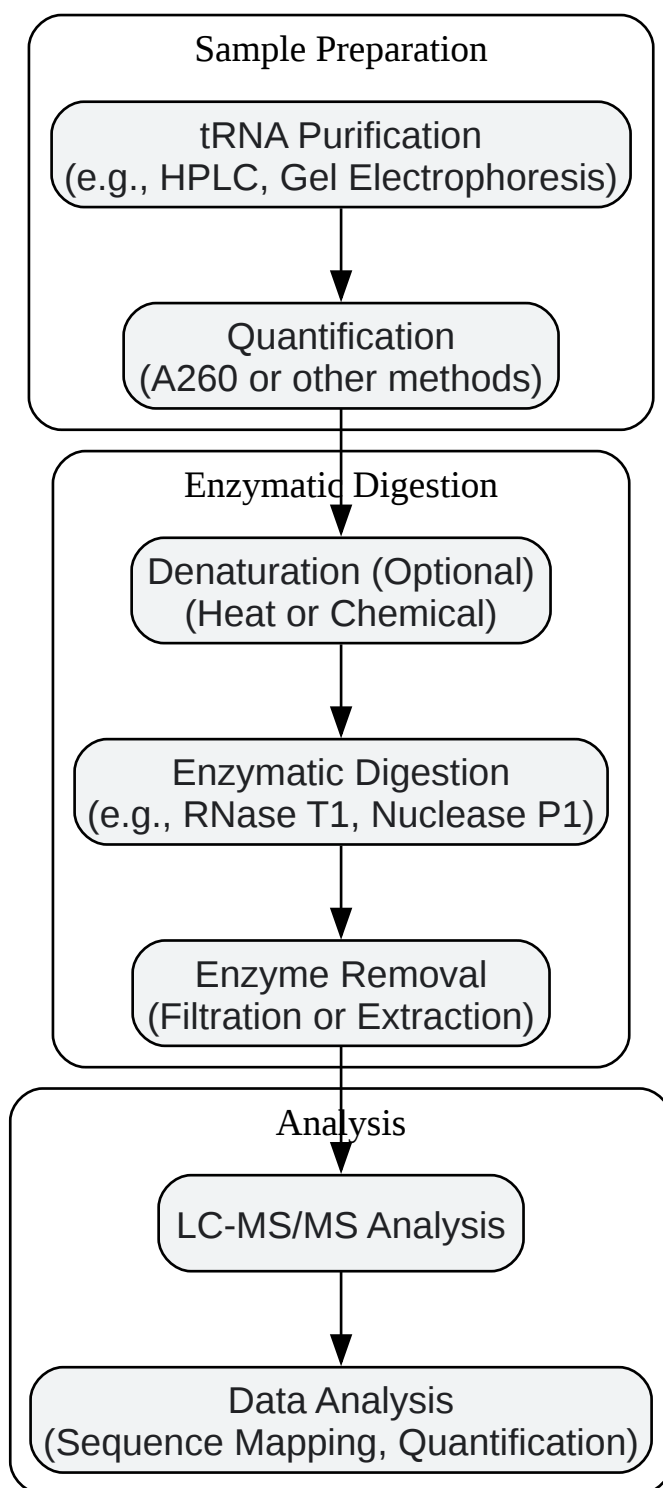 Sample Preparation
tRNA Purification
(e.g., HPLC, Gel Electrophoresis)
Quantification
(A260 or other methods)
Enzymatic Digestion
Denaturation (Optional)
(Heat or Chemical)
Enzymatic Digestion
(e.g., RNase T1, Nuclease P1)
Enzyme Removal
(Filtration or Extraction)
Analysis
LC-MS/MS Analysis
Data Analysis
(Sequence Mapping, Quantification)